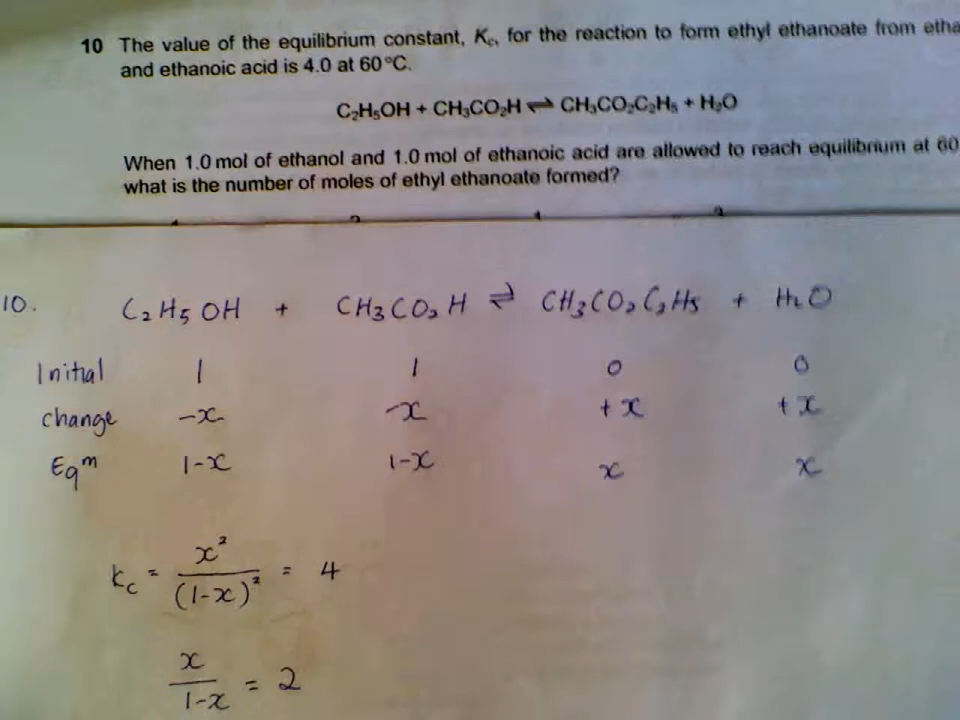 10 The value of the equilibrium constant, Kc, for the reaction to form ethyl ethanoate from etha
and ethanoic acid is 4.0 at 60 °C.
C₂H₅OH + CH₃CO₂H ⇌ CH₃CO₂C₂H₅ + H₂O
When 1.0 mol of ethanol and 1.0 mol of ethanoic acid are allowed to reach equilibrium at 60
what is the number of moles of ethyl ethanoate formed?
10. C₂H₅OH + CH₃CO₂H ⇌ CH₃CO₂C₂H₅ + H₂O
Initial 1 1 0 0
change -x -x +x +x
Eqᵐ 1-x 1-x x x
Kc = x² / (1-x)² = 4
x / 1-x = 2